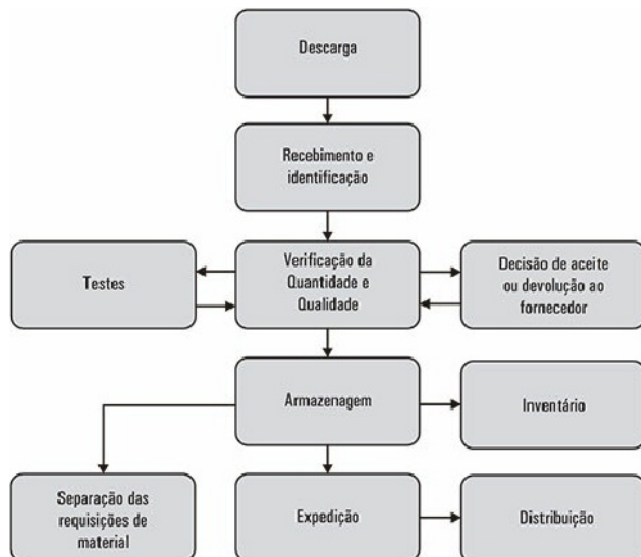 Descarga
Recebimento e
identificação
Testes
Verificação da
Quantidade e
Qualidade
Decisão de aceite
ou devolução ao
fornecedor
Armazenagem
Inventário
Separação das
requisições de
material
Expedição
Distribuição